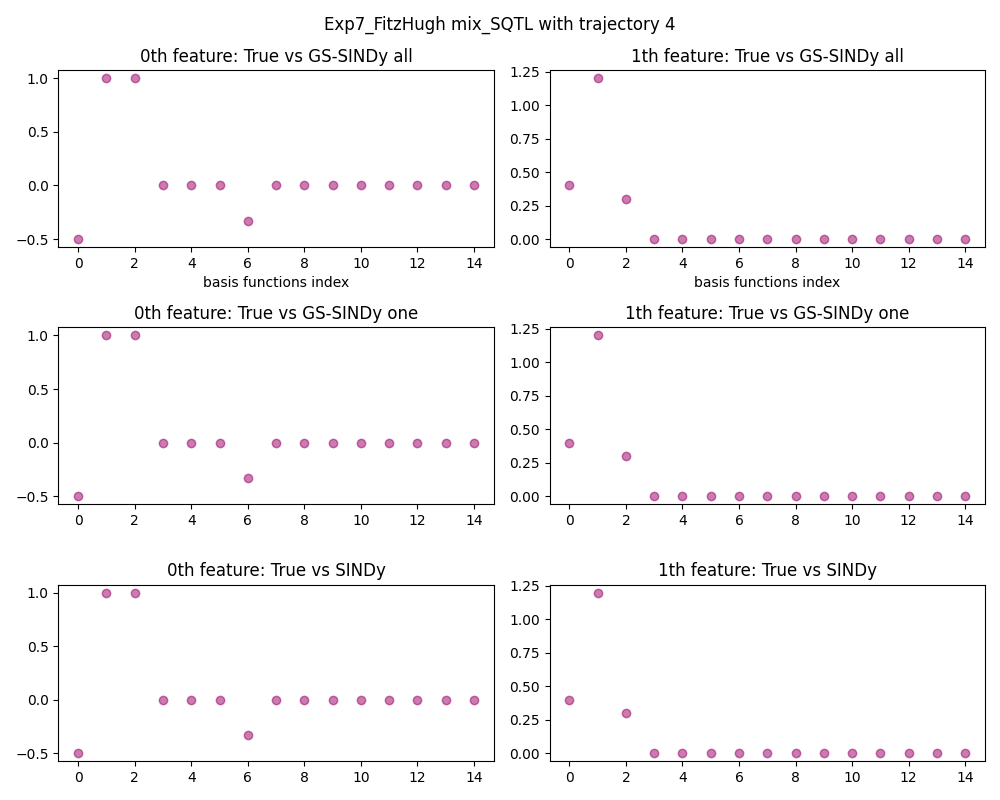 Exp7_FitzHugh mix_SQTL with trajectory 4
0th feature: True vs GS-SINDy all
1.0
0.5
0.0
−0.5
0 2 4 6 8 10 12 14
basis functions index
1th feature: True vs GS-SINDy all
1.25
1.00
0.75
0.50
0.25
0.00
0 2 4 6 8 10 12 14
basis functions index
0th feature: True vs GS-SINDy one
1.0
0.5
0.0
−0.5
0 2 4 6 8 10 12 14
1th feature: True vs GS-SINDy one
1.25
1.00
0.75
0.50
0.25
0.00
0 2 4 6 8 10 12 14
0th feature: True vs SINDy
1.0
0.5
0.0
−0.5
0 2 4 6 8 10 12 14
1th feature: True vs SINDy
1.25
1.00
0.75
0.50
0.25
0.00
0 2 4 6 8 10 12 14